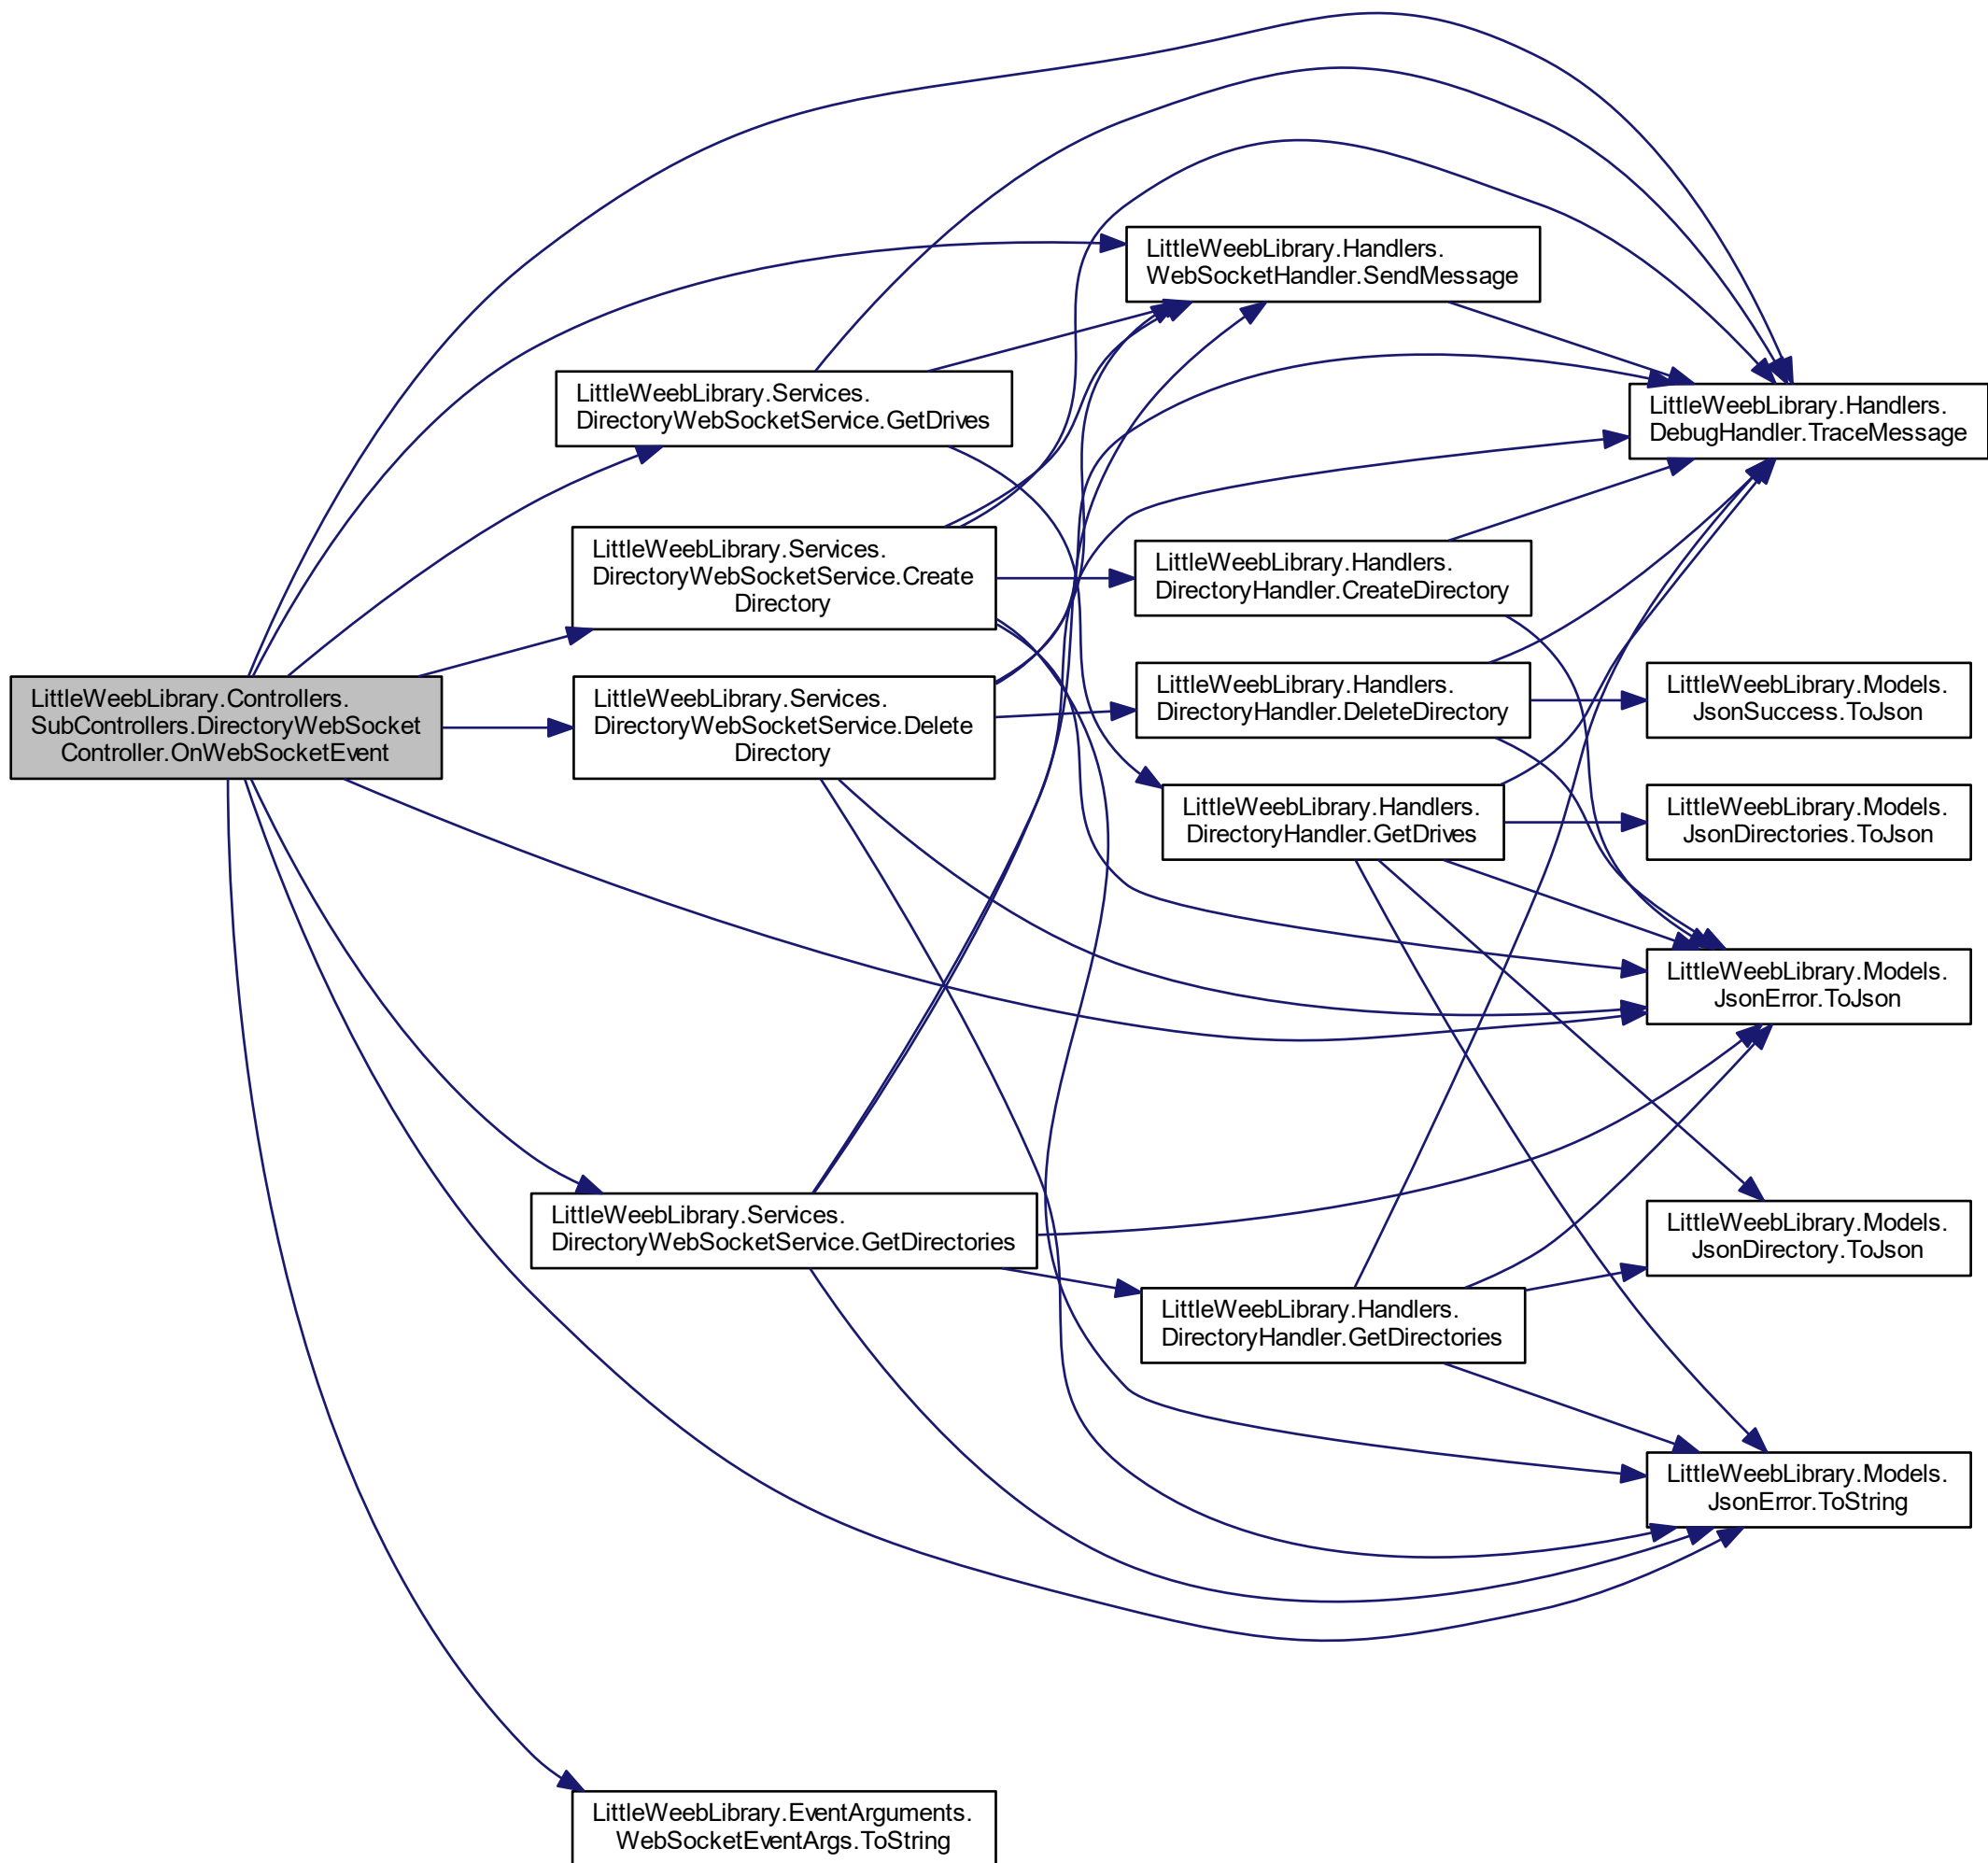 LittleWeebLibrary.Handlers.
WebSocketHandler.SendMessage
LittleWeebLibrary.Services.
DirectoryWebSocketService.GetDrives
LittleWeebLibrary.Handlers.
DebugHandler.TraceMessage
LittleWeebLibrary.Services.
DirectoryWebSocketService.Create
Directory
LittleWeebLibrary.Handlers.
DirectoryHandler.CreateDirectory
LittleWeebLibrary.Controllers.
SubControllers.DirectoryWebSocket
Controller.OnWebSocketEvent
LittleWeebLibrary.Services.
DirectoryWebSocketService.Delete
Directory
LittleWeebLibrary.Handlers.
DirectoryHandler.DeleteDirectory
LittleWeebLibrary.Models.
JsonSuccess.ToJson
LittleWeebLibrary.Handlers.
DirectoryHandler.GetDrives
LittleWeebLibrary.Models.
JsonDirectories.ToJson
LittleWeebLibrary.Models.
JsonError.ToJson
LittleWeebLibrary.Services.
DirectoryWebSocketService.GetDirectories
LittleWeebLibrary.Models.
JsonDirectory.ToJson
LittleWeebLibrary.Handlers.
DirectoryHandler.GetDirectories
LittleWeebLibrary.Models.
JsonError.ToString
LittleWeebLibrary.EventArguments.
WebSocketEventArgs.ToString